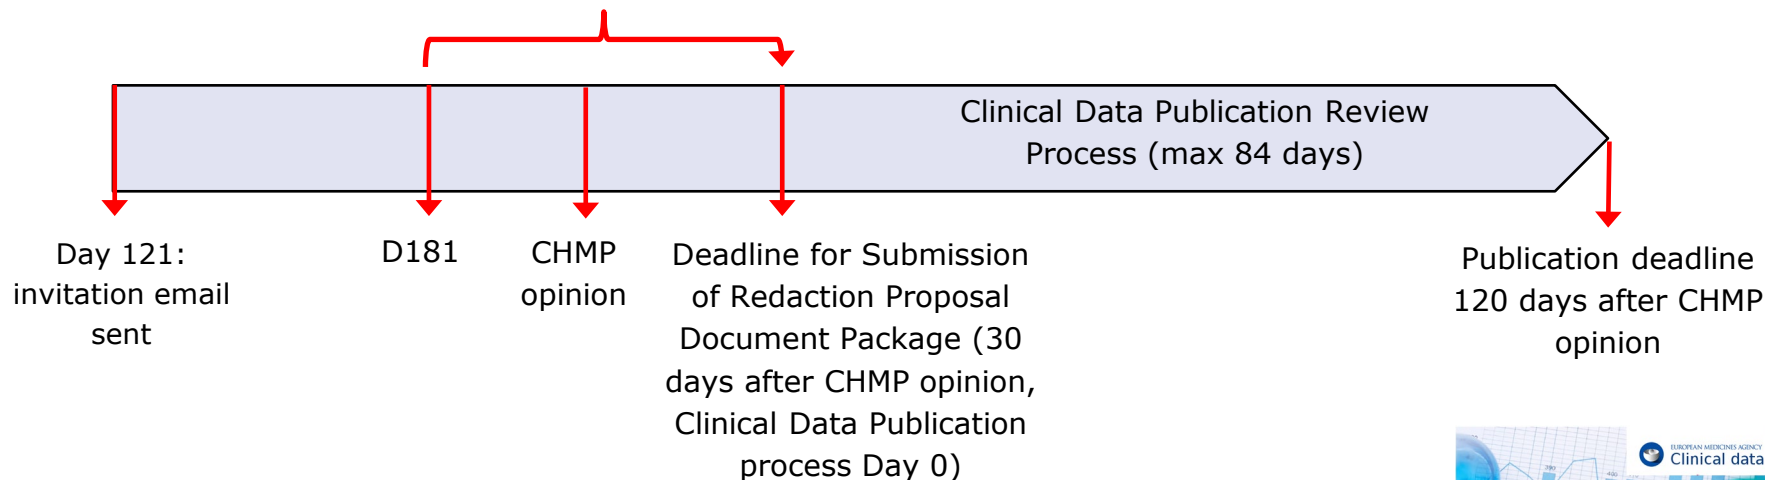 Clinical Data Publication Review
Process (max 84 days)
Day 121:
invitation email
sent
D181
CHMP
opinion
Deadline for Submission
of Redaction Proposal
Document Package (30
days after CHMP opinion,
Clinical Data Publication
process Day 0)
Publication deadline
120 days after CHMP
opinion
EUROPEAN MEDICINES AGENCY
Clinical data